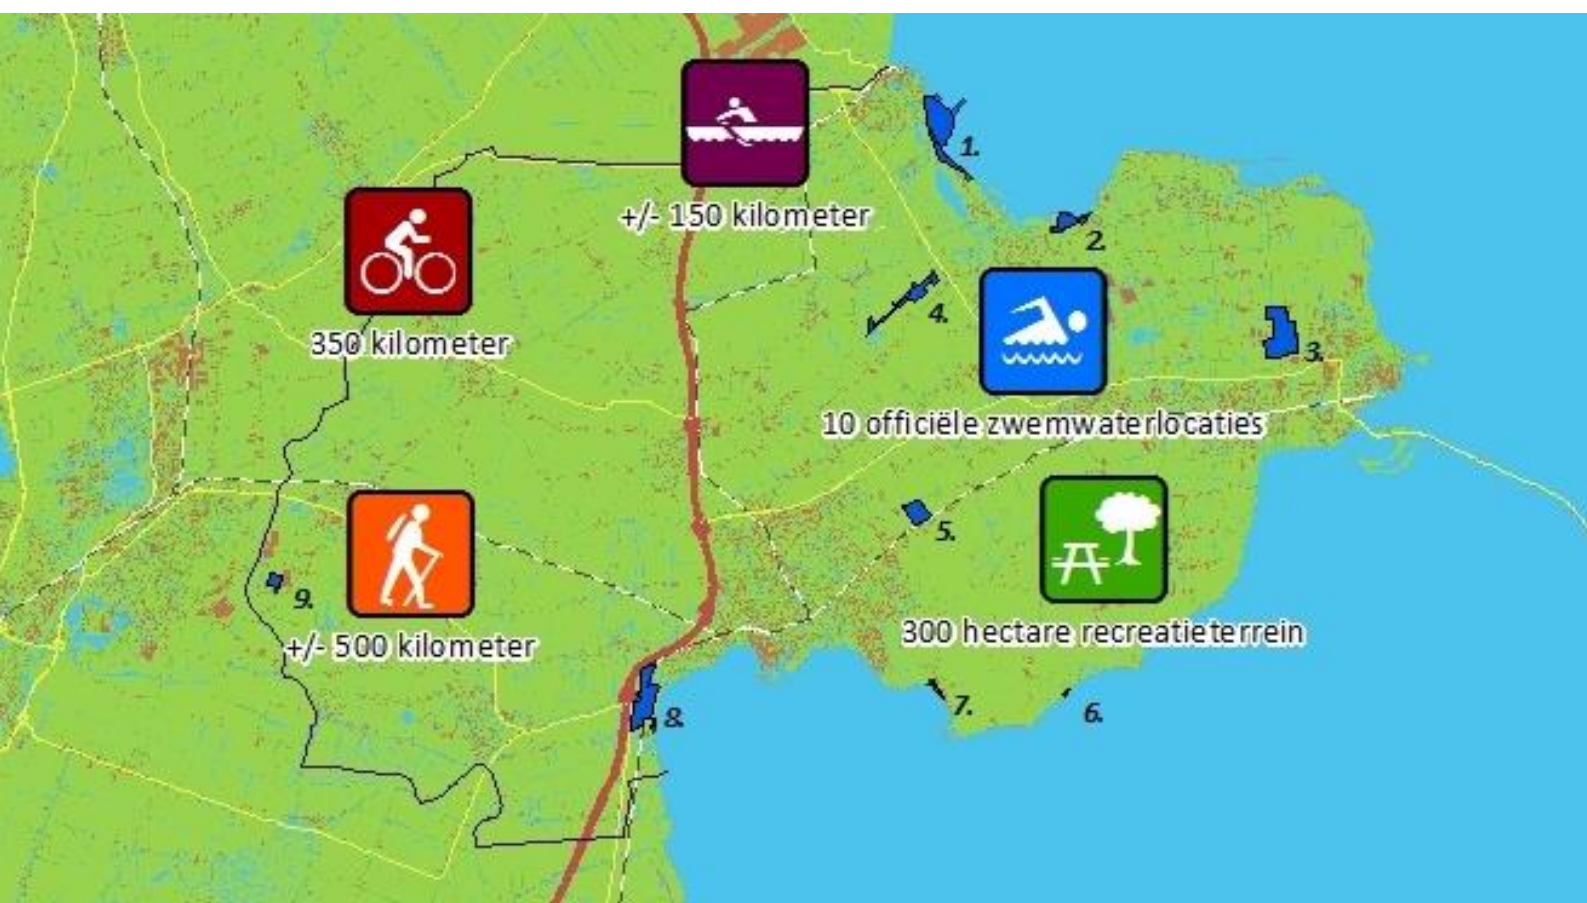 1.
+/- 150 kilometer
2.
4.
350 kilometer
3.
10 officiële zwemwaterlocaties
5.
9.
300 hectare recreatieterrein
+/- 500 kilometer
7.
6.
8.